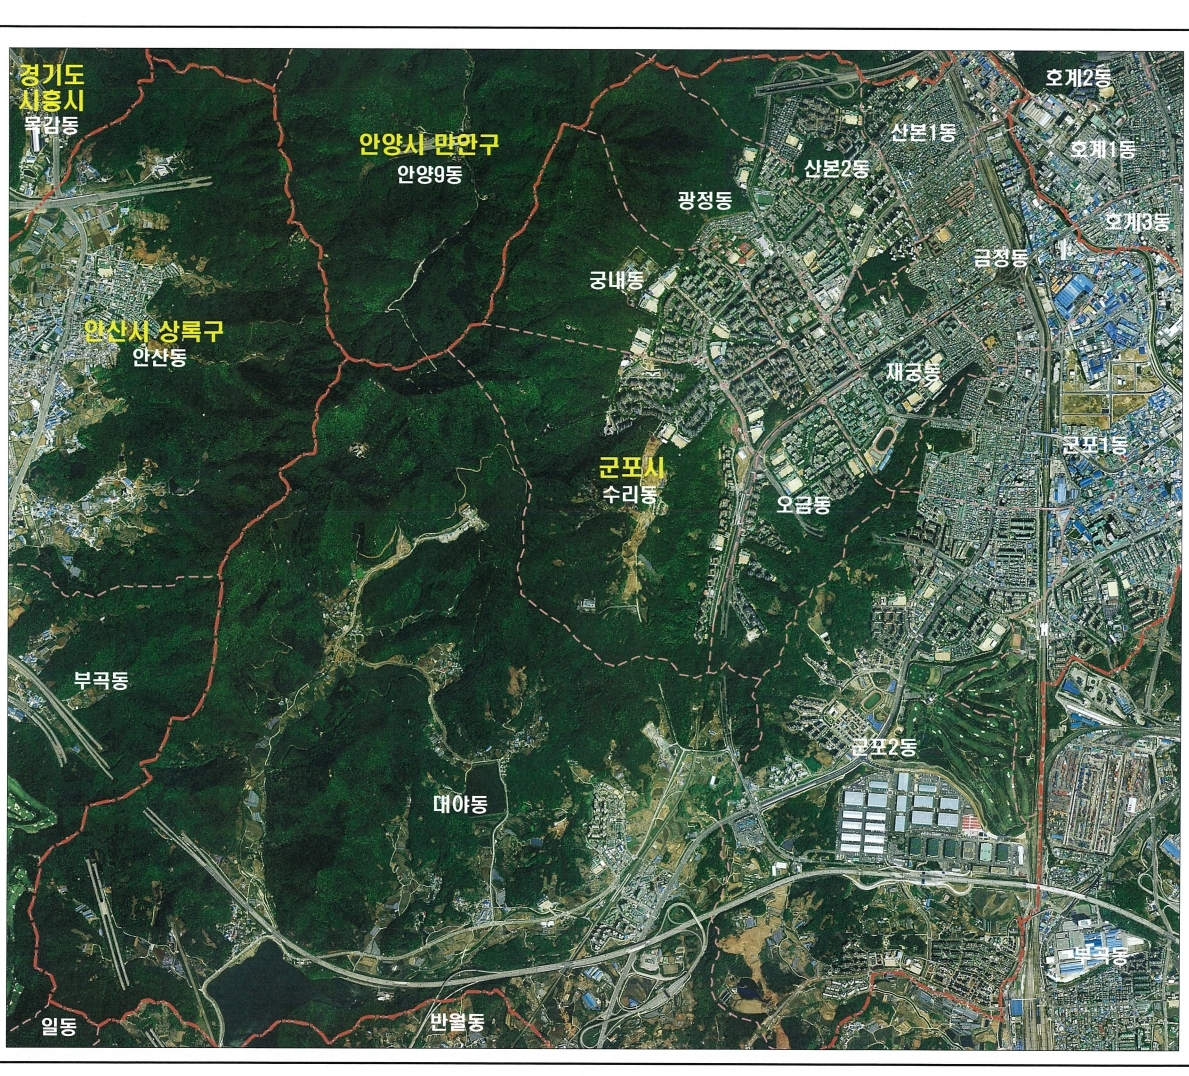 경기도
시흥시
목감동
호계2동
안양시 만안구
안양9동
산본1동
호계1동
산본2동
광정동
호계3동
금정동
궁내동
안산시 상록구
안산동
재궁동
군포1동
군포시
수리동
오금동
부곡동
군포2동
대야동
부곡동
일동
반월동